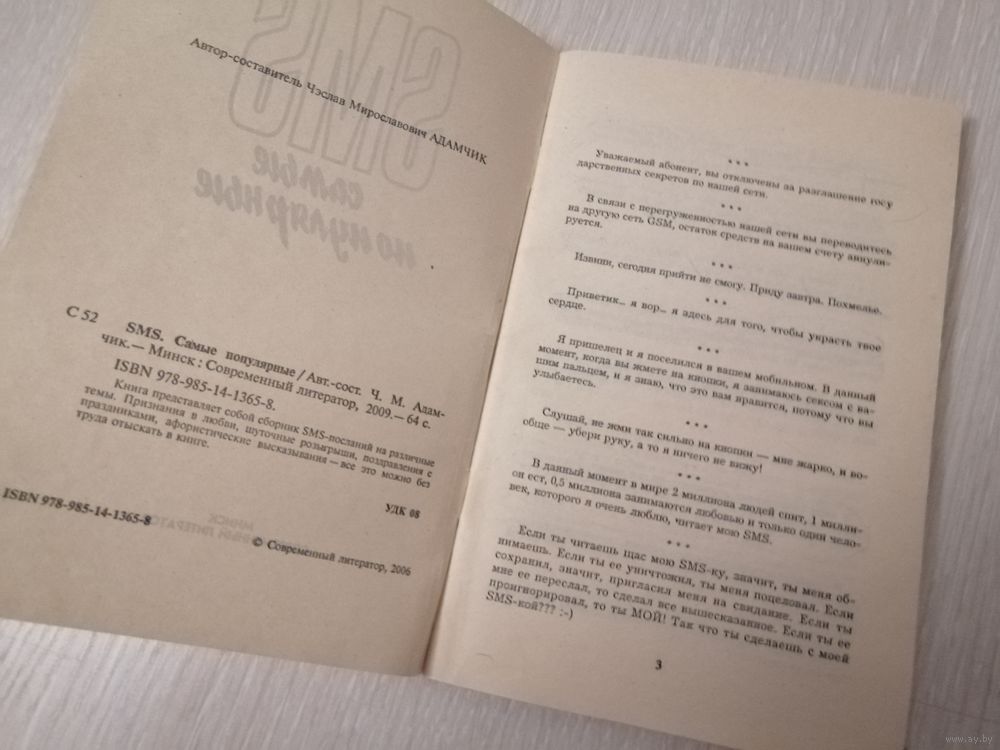 Автор-составитель Чэслав Мирославович АДАМЧИК
SMS
самые
популярные
С 52
SMS. Самые популярные / Авт.-сост. Ч. М. Адам-
чик.— Минск : Современный литератор, 2009.— 64 с.
ISBN 978-985-14-1365-8.
Книга представляет собой сборник SMS-посланий на различные
темы. Признания в любви, шуточные розыгрыши, поздравления с
праздниками, афористические высказывания — все это можно без
труда отыскать в книге.
УДК 08
ISBN 978-985-14-1365-8
МИНСК
© Современный литератор, 2006
* * *
Уважаемый абонент, вы отключены за разглашение госу
дарственных секретов по нашей сети.
* * *
В связи с перегруженностью нашей сети вы переводитесь
на другую сеть GSM, остаток средств на вашем счету аннули-
руется.
* * *
Извини, сегодня прийти не смогу. Приду завтра. Похмелье.
* * *
Приветик... я вор... я здесь для того, чтобы украсть твое
сердце.
* * *
Я пришелец и я поселился в вашем мобильном. В данный
момент, когда вы жмете на кнопки, я занимаюсь сексом с ва-
шим пальцем, и я знаю, что это вам нравится, потому что вы
улыбаетесь.
* * *
Слушай, не жми так сильно на кнопки — мне жарко, и во-
обще — убери руку, а то я ничего не вижу!
* * *
В данный момент в мире 2 миллиона людей спит, 1 милли-
он ест, 0,5 миллиона занимаются любовью и только один чело-
век, которого я очень люблю, читает мою SMS.
* * *
Если ты читаешь щас мою SMS-ку, значит, ты меня об-
нимаешь. Если ты ее уничтожил, ты меня поцеловал. Если
сохранил, значит, пригласил меня на свидание. Если ты
мне ее переслал, то сделал все вышесказанное. Если ты ее
проигнорировал, то ты МОЙ! Так что ты сделаешь с моей
SMS-кой??? :-)
3
www.ay.by